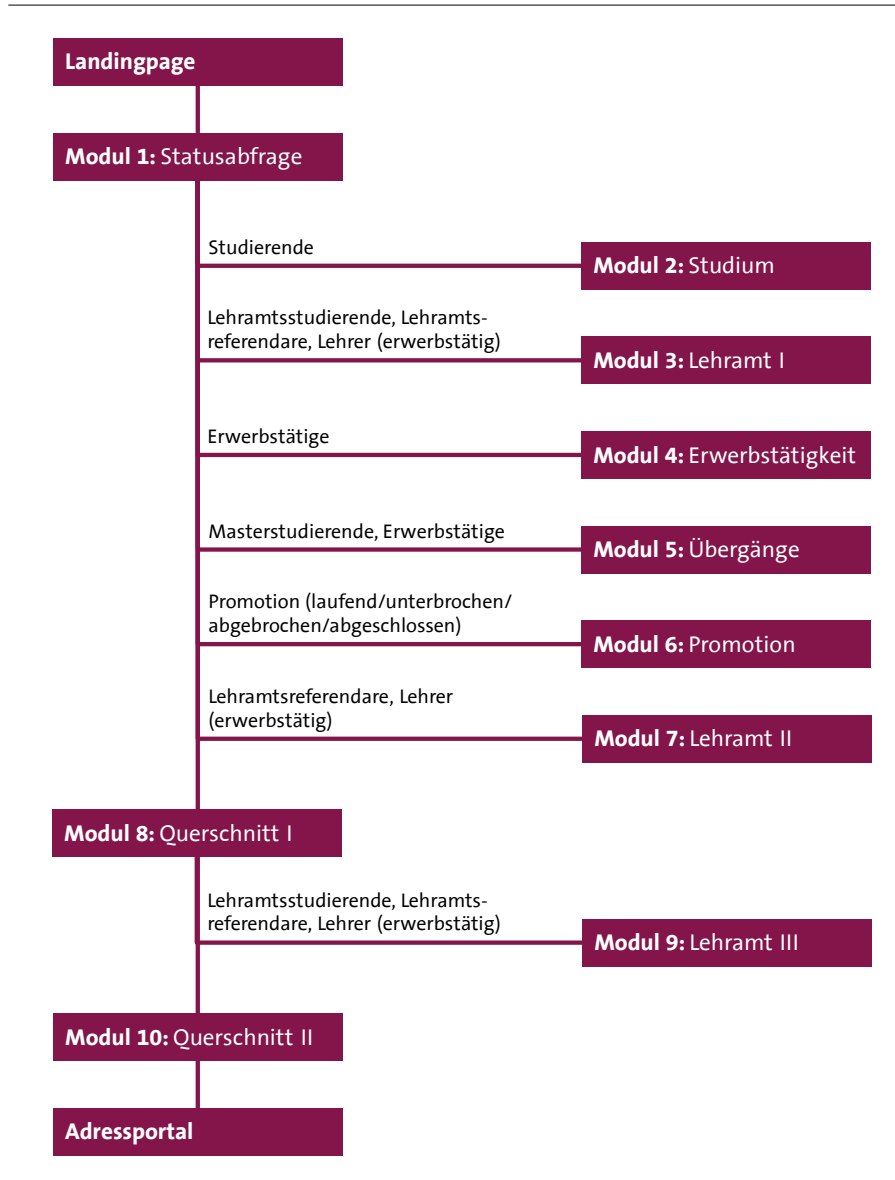 Landingpage
Modul 1: Statusabfrage
Studierende
Modul 2: Studium
Lehramtsstudierende, Lehramts-
referendare, Lehrer (erwerbstätig)
Modul 3: Lehramt I
Erwerbstätige
Modul 4: Erwerbstätigkeit
Masterstudierende, Erwerbstätige
Modul 5: Übergänge
Promotion (laufend/unterbrochen/
abgebrochen/abgeschlossen)
Modul 6: Promotion
Lehramtsreferendare, Lehrer
(erwerbstätig)
Modul 7: Lehramt II
Modul 8: Querschnitt I
Lehramtsstudierende, Lehramts-
referendare, Lehrer (erwerbstätig)
Modul 9: Lehramt III
Modul 10: Querschnitt II
Adressportal